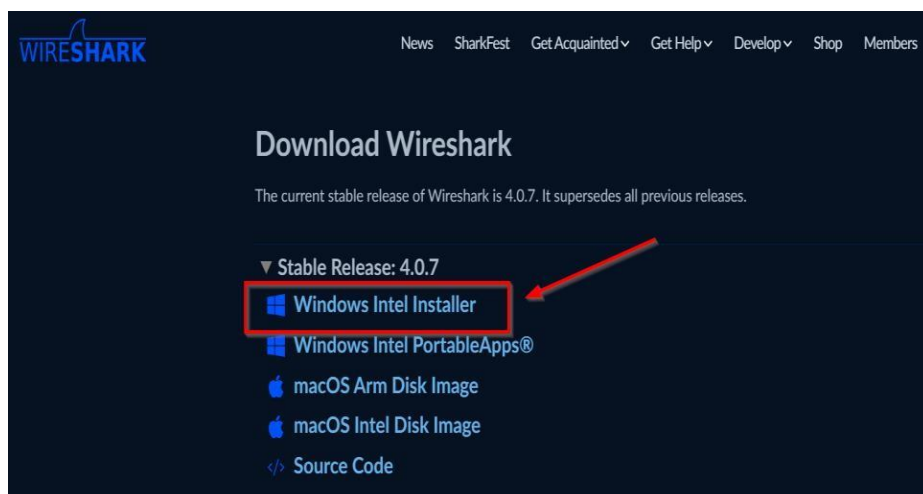 WIRESHARK
News SharkFest Get Acquainted Get Help Develop Shop Members
Download Wireshark
The current stable release of Wireshark is 4.0.7. It supersedes all previous releases.
Stable Release: 4.0.7
Windows Intel Installer
Windows Intel PortableApps®
macOS Arm Disk Image
macOS Intel Disk Image
</> Source Code